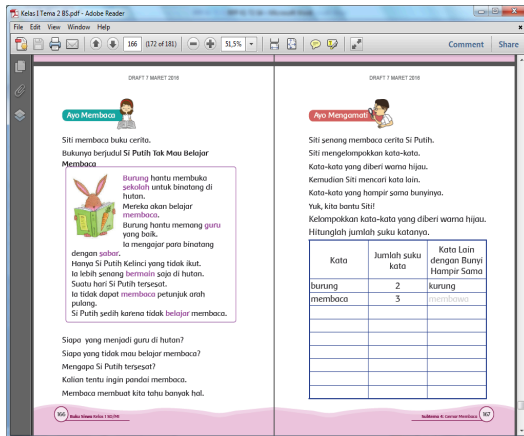 Kelas I Tema 2 BS.pdf - Adobe Reader
File Edit View Window Help
166 (172 of 181) 51,5% Comment Share
DRAFT 7 MARET 2016
Ayo Membaca
Siti membaca buku cerita.
Bukunya berjudul Si Putih Tak Mau Belajar
Membaca
Burung hantu membuka
sekolah untuk binatang di
hutan.
Mereka akan belajar
membaca.
Burung hantu memang guru
yang baik.
Ia mengajar para binatang
dengan sabar.
Hanya Si Putih Kelinci yang tidak ikut.
Ia lebih senang bermain saja di hutan.
Suatu hari Si Putih tersesat.
Ia tidak dapat membaca petunjuk arah
pulang.
Si Putih sedih karena tidak belajar membaca.
Siapa yang menjadi guru di hutan?
Siapa yang tidak mau belajar membaca?
Mengapa Si Putih tersesat?
Kalian tentu ingin pandai membaca.
Membaca membuat kita tahu banyak hal.
166 Buku Siswa Kelas I SD/MI
DRAFT 7 MARET 2016
Ayo Mengamati
Siti senang membaca cerita Si Putih.
Siti mengelompokkan kata-kata.
Kata-kata yang diberi warna hijau.
Kemudian Siti mencari kata lain.
Kata-kata yang hampir sama bunyinya.
Yuk, kita bantu Siti!
Kelompokkan kata-kata yang diberi warna hijau.
Hitunglah jumlah suku katanya.
Kata Jumlah suku kata Kata Lain dengan Bunyi Hampir Sama
burung 2 kurung
membaca 3 membawa
Subtema 4: Gemar Membaca 167